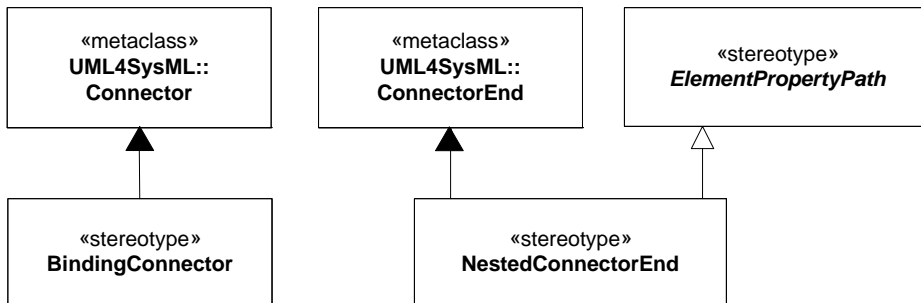 «metaclass»
UML4SysML::
Connector
«metaclass»
UML4SysML::
ConnectorEnd
«stereotype»
ElementPropertyPath
«stereotype»
BindingConnector
«stereotype»
NestedConnectorEnd